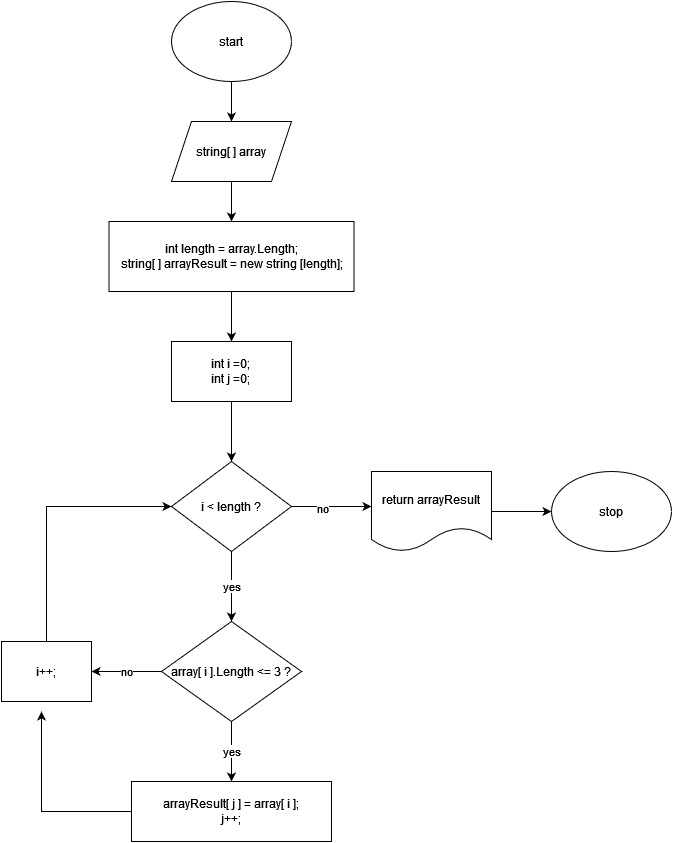 start
string[ ] array
int length = array.Length;
string[ ] arrayResult = new string [length];
int i =0;
int j =0;
i < length ?
no
return arrayResult
stop
yes
i++;
no
array[ i ].Length <= 3 ?
yes
arrayResult[ j ] = array[ i ];
j++;